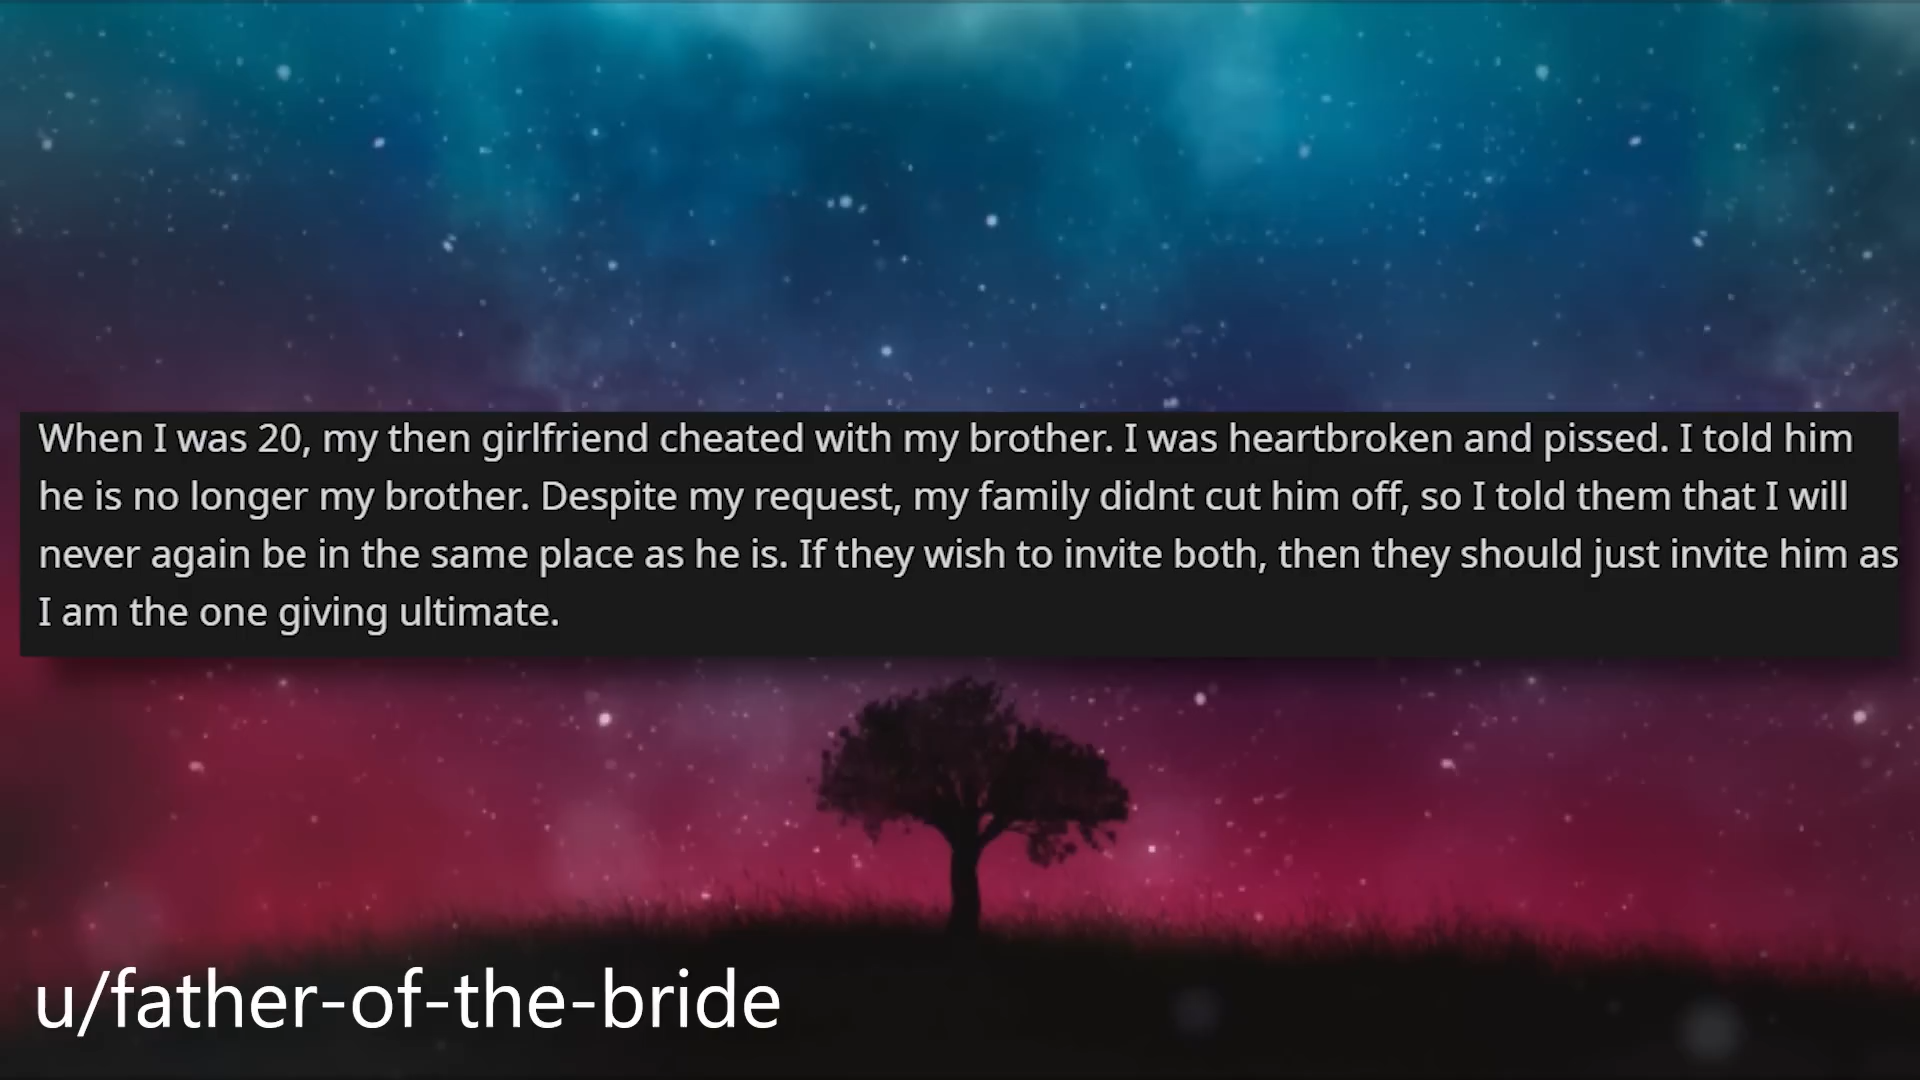 When I was 20, my then girlfriend cheated with my brother. I was heartbroken and pissed. I told him
he is no longer my brother. Despite my request, my family didnt cut him off, so I told them that I will
never again be in the same place as he is. If they wish to invite both, then they should just invite him as
I am the one giving ultimate.
u/father-of-the-bride